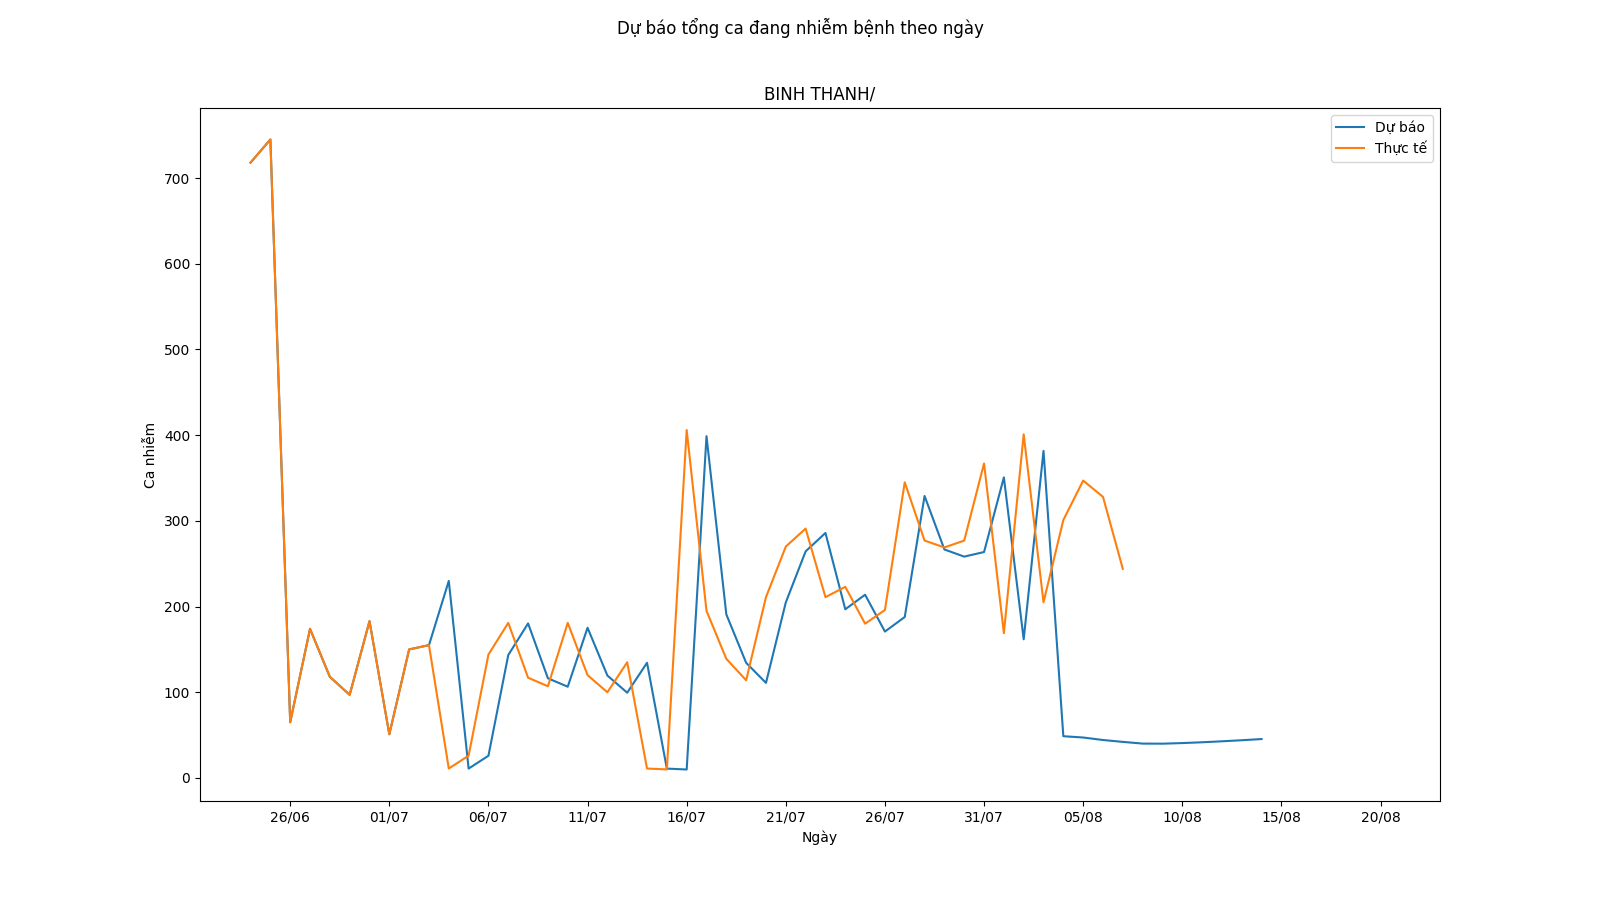 Dự báo tổng ca đang nhiễm bệnh theo ngày
BINH THANH/
Dự báo
Thực tế
700
600
500
400
300
200
100
0
Ca nhiễm
26/06 01/07 06/07 11/07 16/07 21/07 26/07 31/07 05/08 10/08 15/08 20/08
Ngày